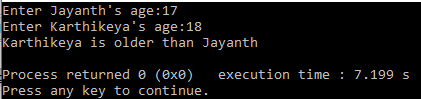 Enter Jayanth's age:17
Enter Karthikeya's age:18
Karthikeya is older than Jayanth
Process returned 0 (0x0)   execution time : 7.199 s
Press any key to continue.